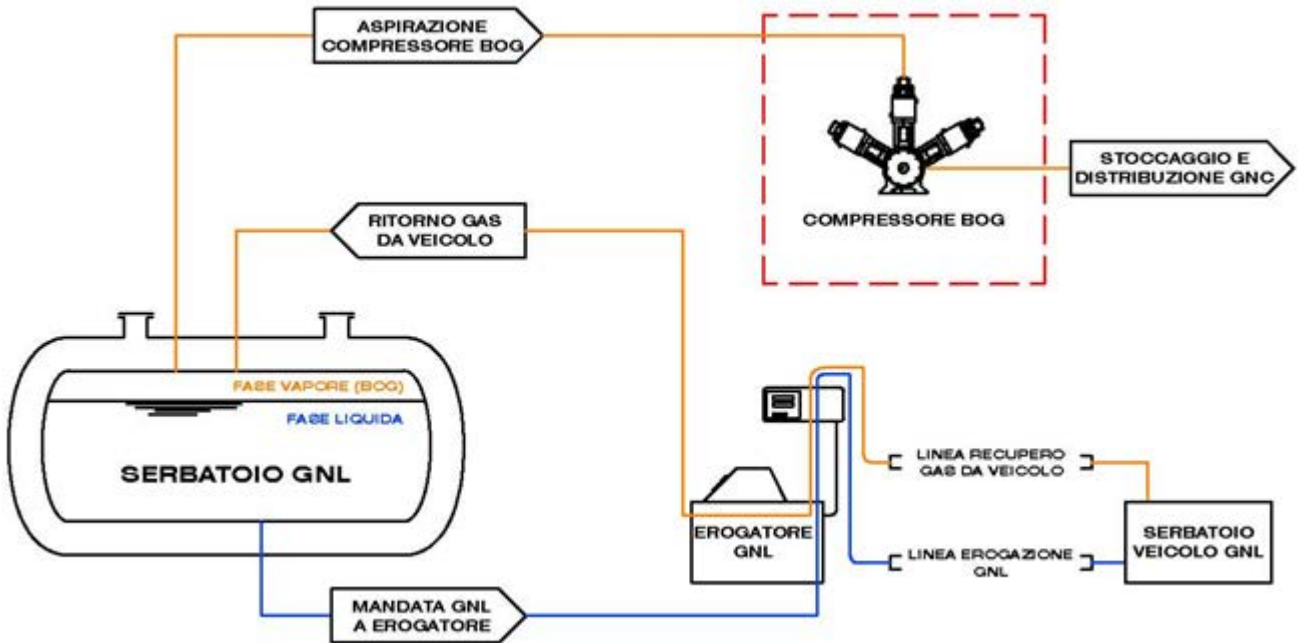 ASPIRAZIONE
COMPRESSORE BOG
STOCCAGGIO E
DISTRIBUZIONE GNC
COMPRESSORE BOG
RITORNO GAS
DA VEICOLO
FASE VAPORE (BOG)
FASE LIQUIDA
SERBATOIO GNL
LINEA RECUPERO
GAS DA VEICOLO
EROGATORE
GNL
SERBATOIO
VEICOLO GNL
LINEA EROGAZIONE
GNL
MANDATA GNL
A EROGATORE